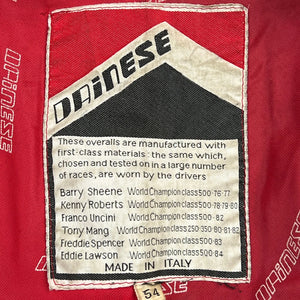 DAINESE
These overalls are manufactured with
first-class materials: the same which,
chosen and tested on in a large number
of races, are worn by the drivers
Barry Sheene World Champion class 500-76-77
Kenny Roberts World Champion class 500-78-79-80
Franco Uncini World Champion class 500-82
Tony Mang World Champion class 250-350-80-81-82
Freddie Spencer World Champion class 500-83
Eddie Lawson World Champion class 500-84
MADE IN ITALY
54
DAINESE
DAINESE